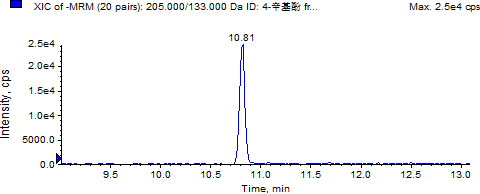 XIC of -MRM (20 pairs): 205.000/133.000 Da ID: 4-辛基酚 fr... Max. 2.5e4 cps
10.81
2.5e4
2.0e4
1.5e4
1.0e4
5000.0
0.0
Intensity, cps
9.5 10.0 10.5 11.0 11.5 12.0 12.5 13.0
Time, min